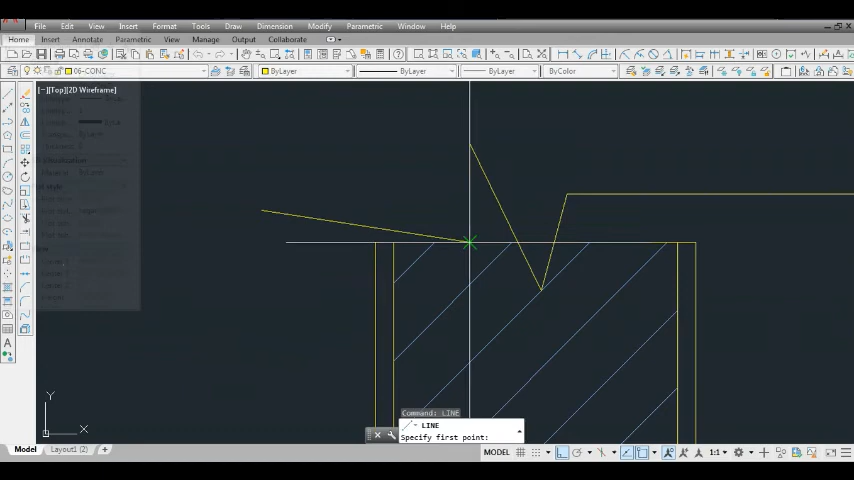 File Edit View Insert Format Tools Draw Dimension Modify Parametric Window Help
Home Insert Annotate Parametric View Manage Output Collaborate
06-CONC ByLayer ByLayer ByLayer ByColor
[−][Top][2D Wireframe]
Y
X
Command: LINE
LINE
Specify first point:
Model Layout1 (2) + MODEL 1:1